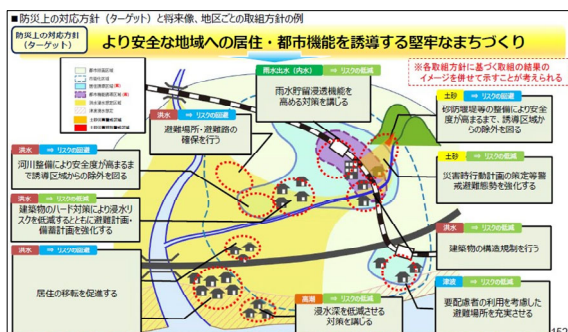 ■防災上の対応方針（ターゲット）と将来像、地区ごとの取組方針の例
防災上の対応方針
（ターゲット）
より安全な地域への居住・都市機能を誘導する堅牢なまちづくり
※各取組方針に基づく取組の結果の
イメージを併せて示すことが考えられる
雨水出水（内水） ⇒ リスクの低減
雨水貯留浸透機能を
高める対策を講じる
土砂 ⇒ リスクの回避
砂防堰堤等の整備により安全
度が高まるまで、誘導区域
からの除外を図る
洪水 ⇒ リスクの回避
避難場所・避難路の
確保を行う
洪水 ⇒ リスクの回避
河川整備により安全度が高まるま
で誘導区域からの除外を図る
土砂 ⇒ リスクの低減
災害時行動計画の策定等警
戒避難態勢を強化する
洪水 ⇒ リスクの低減
建築物のハード対策により浸水リ
スクを低減するとともに避難計画・
備蓄計画を強化する
洪水 ⇒ リスクの低減
建築物の構造規制を行う
洪水 ⇒ リスクの回避
居住の移転を促進する
高潮 ⇒ リスクの低減
浸水深を低減させる
対策を講じる
津波 ⇒ リスクの低減
要配慮者の利用を考慮した
避難場所を充実させる